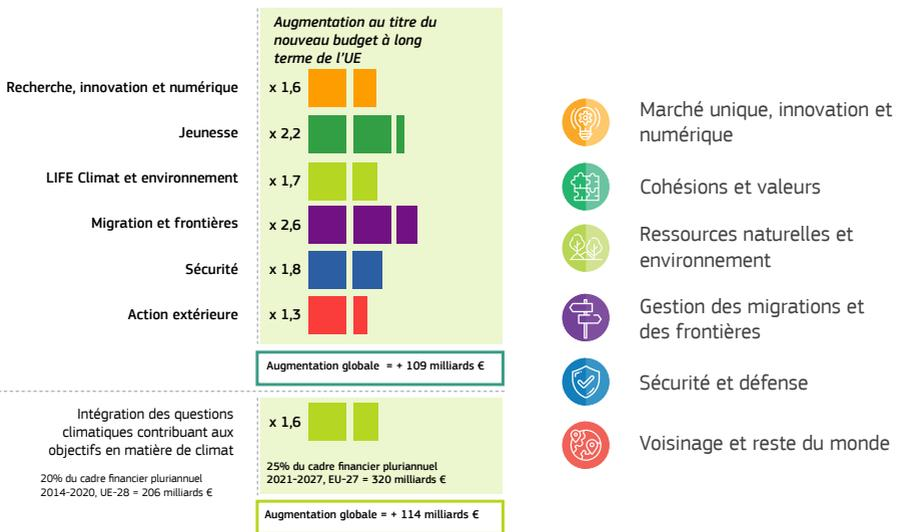 Augmentation au titre du
nouveau budget à long
terme de l'UE
Recherche, innovation et numérique x 1,6
Jeunesse x 2,2
LIFE Climat et environnement x 1,7
Migration et frontières x 2,6
Sécurité x 1,8
Action extérieure x 1,3
Augmentation globale = + 109 milliards €
Intégration des questions
climatiques contribuant aux
objectifs en matière de climat
20% du cadre financier pluriannuel
2014-2020, UE-28 = 206 milliards €
x 1,6
25% du cadre financier pluriannuel
2021-2027, EU-27 = 320 milliards €
Augmentation globale = + 114 milliards €
Marché unique, innovation et
numérique
Cohésions et valeurs
Ressources naturelles et
environnement
Gestion des migrations et
des frontières
Sécurité et défense
Voisinage et reste du monde